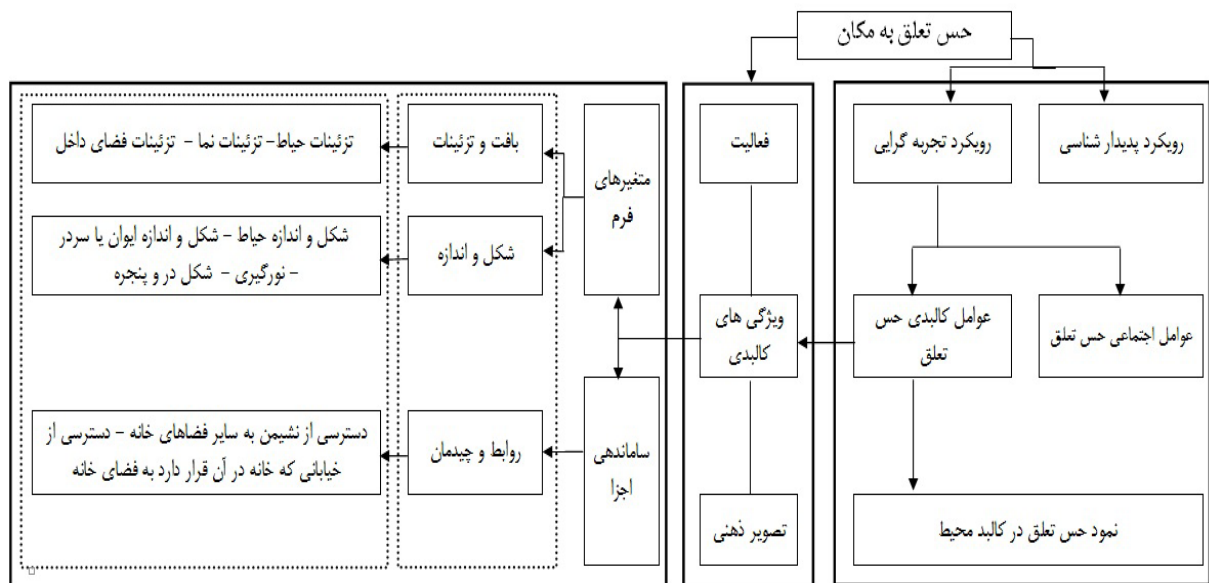 حس تعلق به مکان
رویکرد پدیدار شناسی
رویکرد تجربه گرایی
فعالیت
بافت و تزئینات
تزئینات حیاط- تزئینات نما - تزئینات فضای داخل
متغیرهای
فرم
شکل و اندازه
شکل و اندازه حیاط - شکل و اندازه ایوان یا سردر
- نورگیری - شکل در و پنجره
عوامل اجتماعی حس تعلق
عوامل کالبدی حس
تعلق
ویژگی های
کالبدی
ساماندهی
اجزا
روابط و چیدمان
دسترسی از نشیمن به سایر فضاهای خانه - دسترسی از
خیابانی که خانه در آن قرار دارد به فضای خانه
نمود حس تعلق در کالبد محیط
تصویر ذهنی